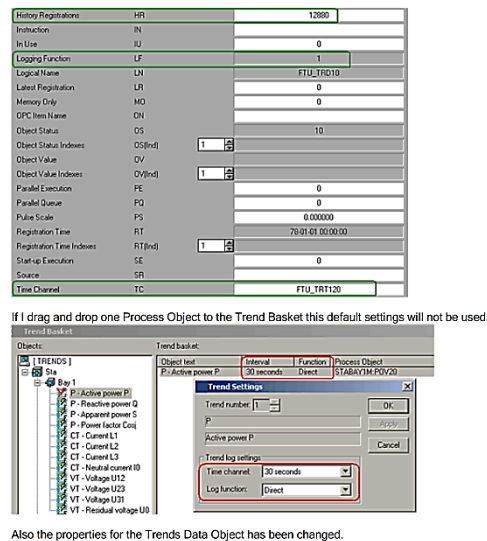 History Registrations HR 12880
Instruction IN
In Use IU 0
Logging Function LF 1
Logical Name LN FTU_TRD10
Latest Registration LR 0
Memory Only MO 0
OPC Item Name ON
Object Status OS 10
Object Status Indexes OS(Ind) 1
Object Value OV
Object Value Indexes OV(Ind) 1
Parallel Execution PE 0
Parallel Queue PQ 0
Pulse Scale PS 0.000000
Registration Time RT 78-01-01 00:00:00
Registration Time Indexes RT(Ind) 1
Start-up Execution SE 0
Source SR
Time Channel TC FTU_TRT120
If I drag and drop one Process Object to the Trend Basket this default settings will not be used.
Trend Basket
Objects: Trend basket:
[TRENDS] Object text Interval Function Process Object
Sta P - Active power P 30 seconds Direct STABAY1M:P0V20
Bay 1
P - Active power P
P - Reactive power Q
P - Apparent power S
P - Power factor Cosj
CT - Current L1
CT - Current L2
CT - Current L3
CT - Neutral current I0
VT - Voltage U12
VT - Voltage U23
VT - Voltage U31
VT - Residual voltage U0
Trend Settings
Trend number: 1 OK
P Apply
Active power P Cancel
Trend log settings
Time channel: 30 seconds
Log function: Direct
Also the properties for the Trends Data Object has been changed.